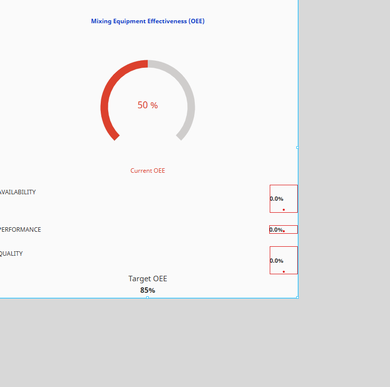 Mixing Equipment Effectiveness (OEE)
50 %
Current OEE
AVAILABILITY
0.0%
PERFORMANCE
0.0%
QUALITY
0.0%
Target OEE
85%